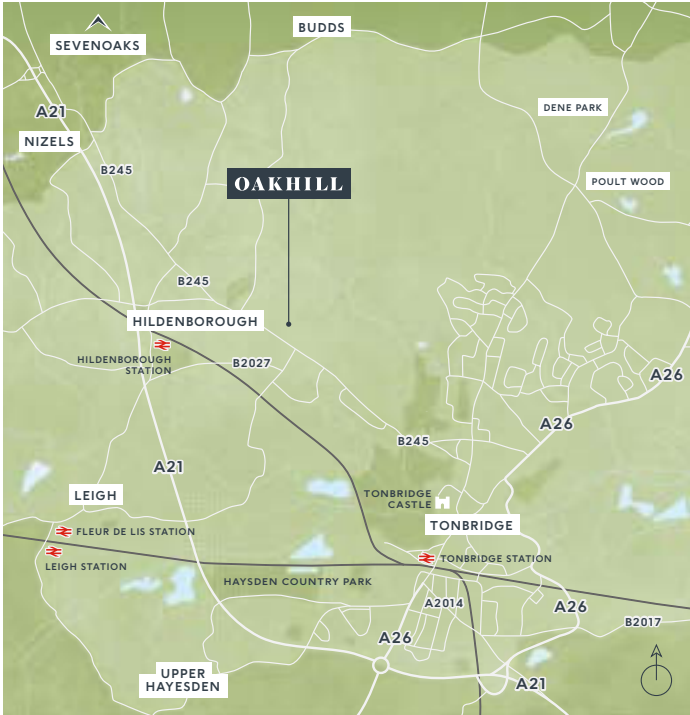 BUDDS
SEVENOAKS
DENE PARK
A21
NIZELS
B245
OAKHILL
POULT WOOD
B245
HILDENBOROUGH
HILDENBOROUGH
STATION
B2027
A26
A26
B245
A21
LEIGH
TONBRIDGE
CASTLE
TONBRIDGE
FLEUR DE LIS STATION
LEIGH STATION
TONBRIDGE STATION
HAYSDEN COUNTRY PARK
A2014
A26
B2017
A26
UPPER
HAYESDEN
A21